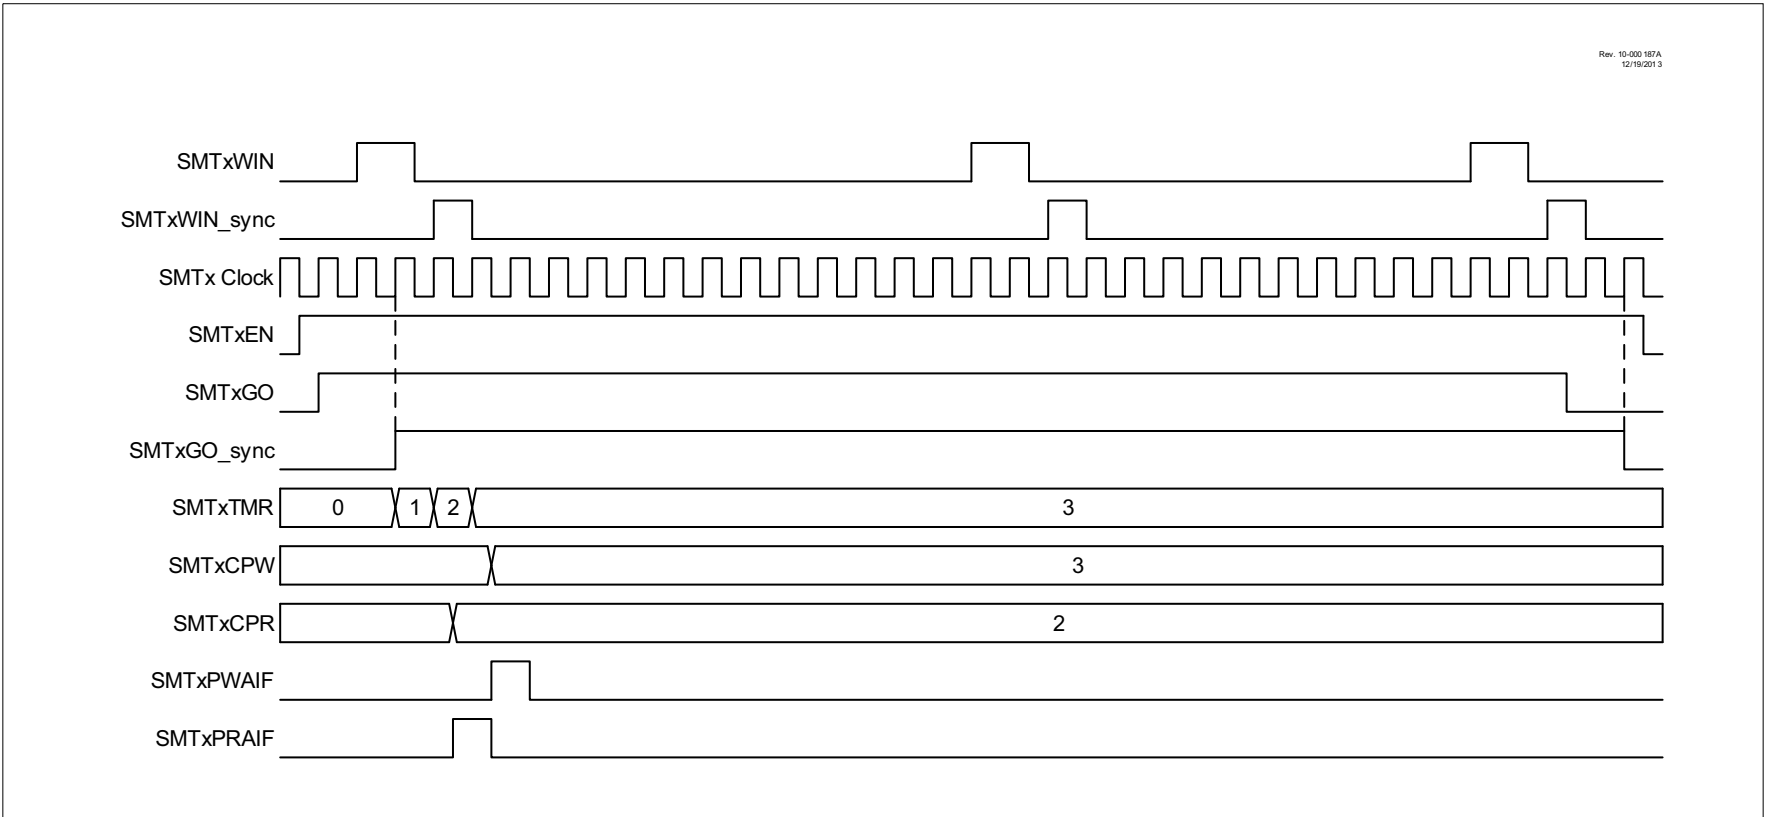 Rev. 10-000 187A
12/19/201 3
SMTxWIN
SMTxWIN_sync
SMTx Clock
SMTxEN
SMTxGO
SMTxGO_sync
SMTxTMR 0 1 2 3
SMTxCPW 3
SMTxCPR 2
SMTxPWAIF
SMTxPRAIF